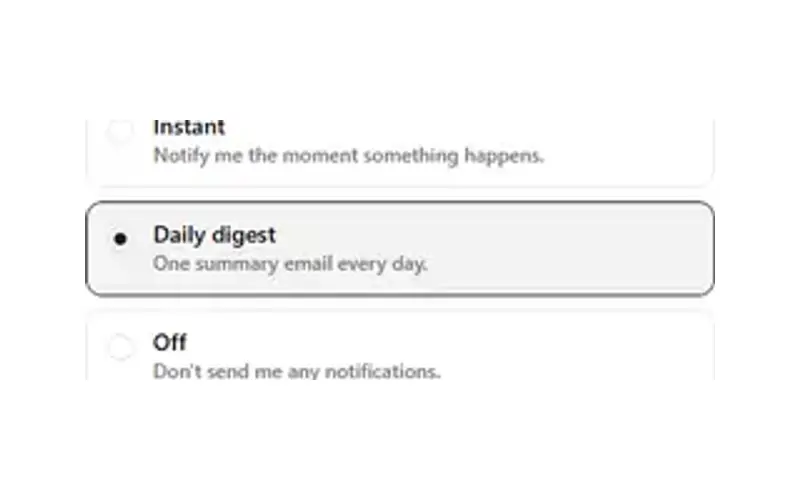 Instant
Notify me the moment something happens.
Daily digest
One summary email every day.
Off
Don't send me any notifications.